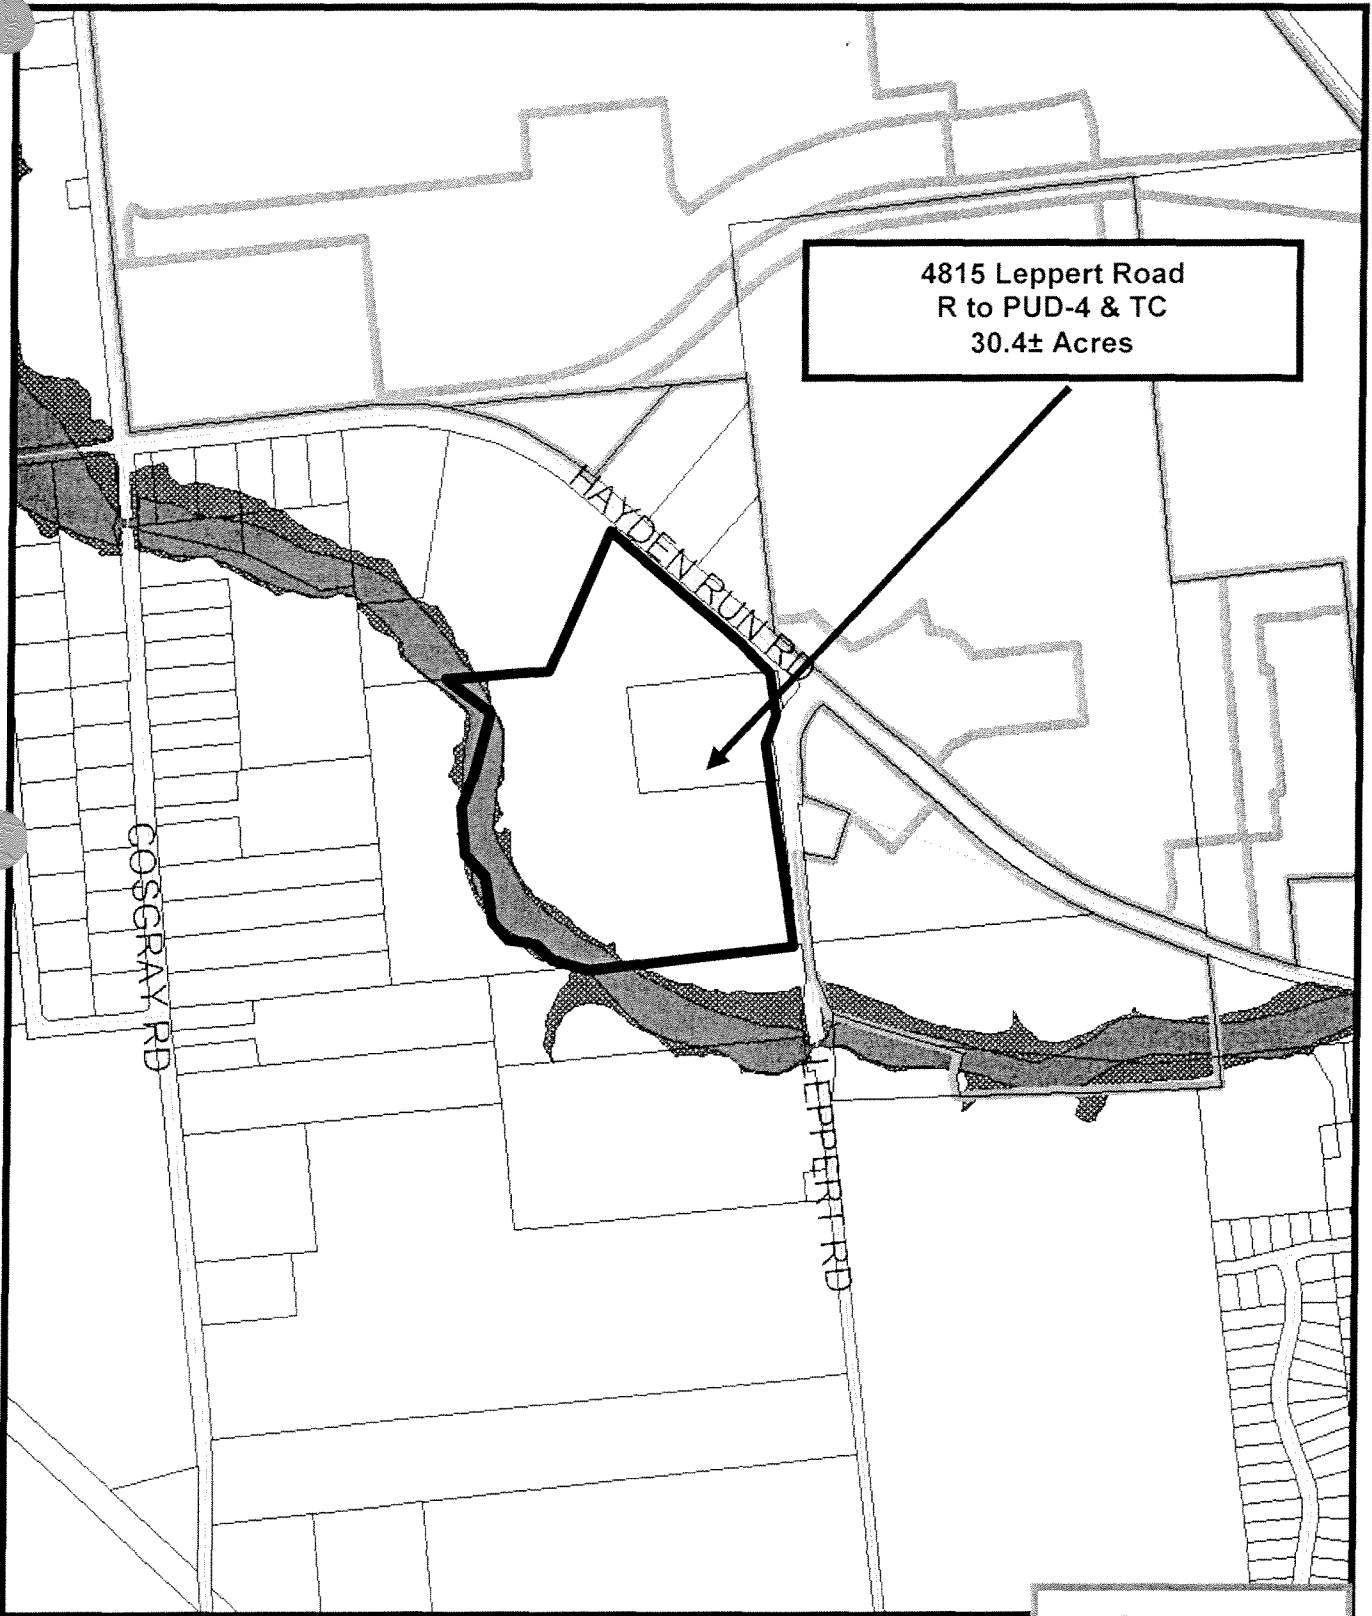 4815 Leppert Road
R to PUD-4 & TC
30.4± Acres
HAYDEN RUN RD
COSGRAY RD
LEPPERT RD